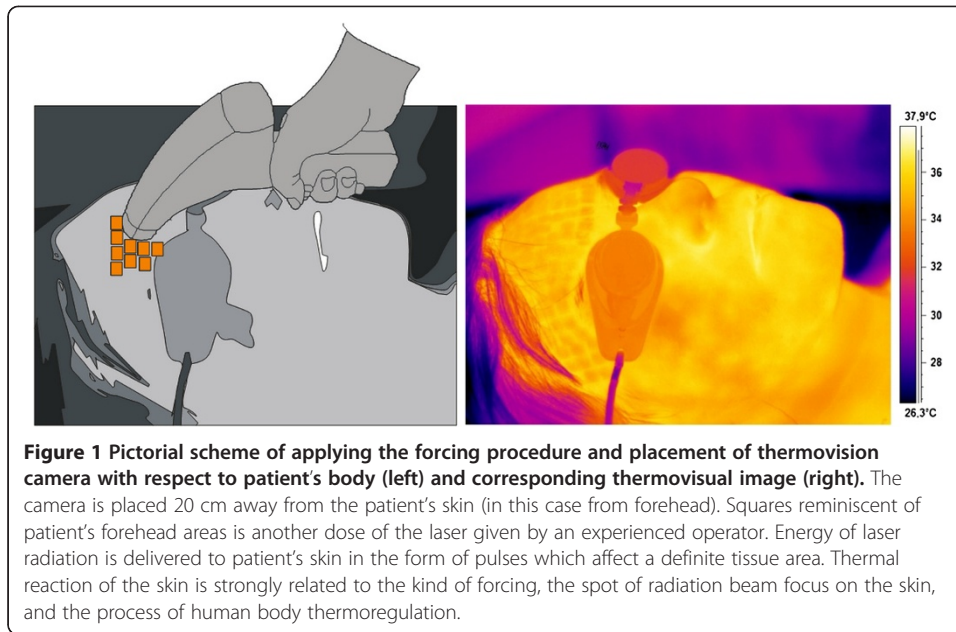 37,9°C
36
34
32
30
28
26,3°C
Figure 1 Pictorial scheme of applying the forcing procedure and placement of thermovision
camera with respect to patient's body (left) and corresponding thermovisual image (right). The
camera is placed 20 cm away from the patient's skin (in this case from forehead). Squares reminiscent of
patient's forehead areas is another dose of the laser given by an experienced operator. Energy of laser
radiation is delivered to patient's skin in the form of pulses which affect a definite tissue area. Thermal
reaction of the skin is strongly related to the kind of forcing, the spot of radiation beam focus on the skin,
and the process of human body thermoregulation.